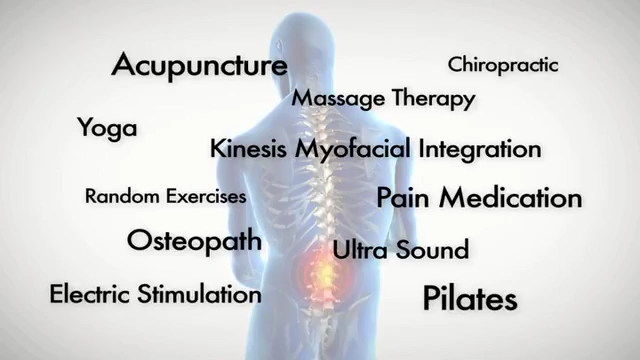 Acupuncture
Chiropractic
Massage Therapy
Yoga
Kinesis Myofacial Integration
Random Exercises
Pain Medication
Osteopath
Ultra Sound
Electric Stimulation
Pilates